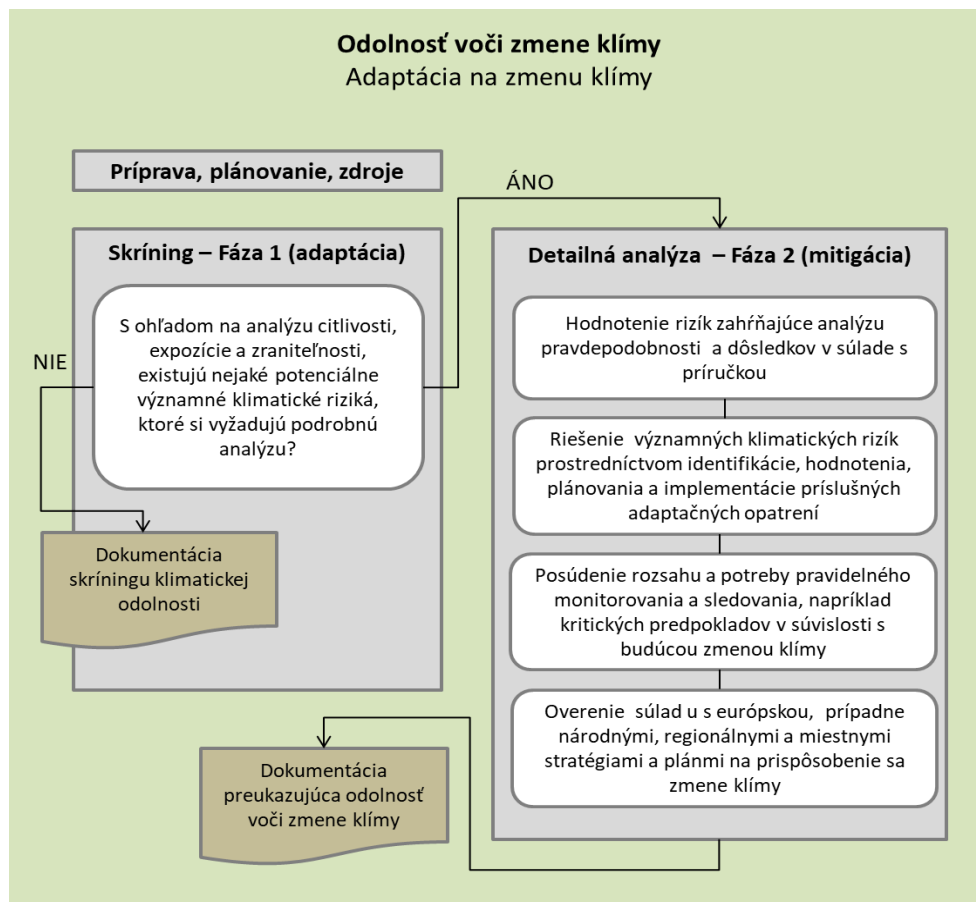 Odolnosť voči zmene klímy
Adaptácia na zmenu klímy
Príprava, plánovanie, zdroje
ÁNO
Skríning – Fáza 1 (adaptácia)
S ohľadom na analýzu citlivosti,
expozície a zraniteľnosti,
existujú nejaké potenciálne
významné klimatické riziká,
ktoré si vyžadujú podrobnú
analýzu?
NIE
Dokumentácia
skríningu klimatickej
odolnosti
Detailná analýza – Fáza 2 (mitigácia)
Hodnotenie rizík zahŕňajúce analýzu
pravdepodobnosti a dôsledkov v súlade s
príručkou
Riešenie významných klimatických rizík
prostredníctvom identifikácie, hodnotenia,
plánovania a implementácie príslušných
adaptačných opatrení
Posúdenie rozsahu a potreby pravidelného
monitorovania a sledovania, napríklad
kritických predpokladov v súvislosti s
budúcou zmenou klímy
Overenie súlad u s európskou, prípadne
národnými, regionálnymi a miestnymi
stratégiami a plánmi na prispôsobenie sa
zmene klímy
Dokumentácia
preukazujúca odolnosť
voči zmene klímy